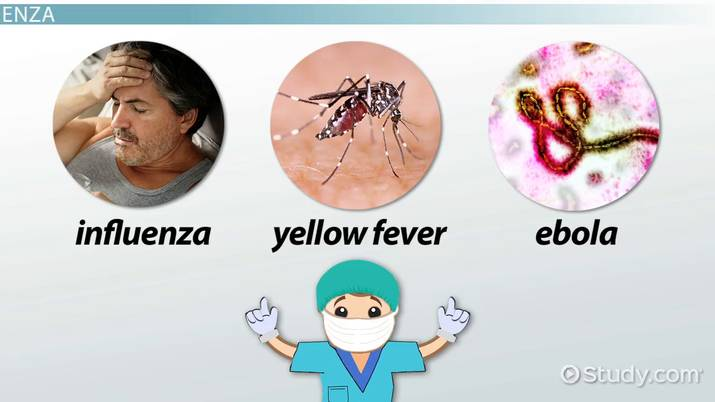 ENZA
influenza
yellow fever
ebola
Study.com